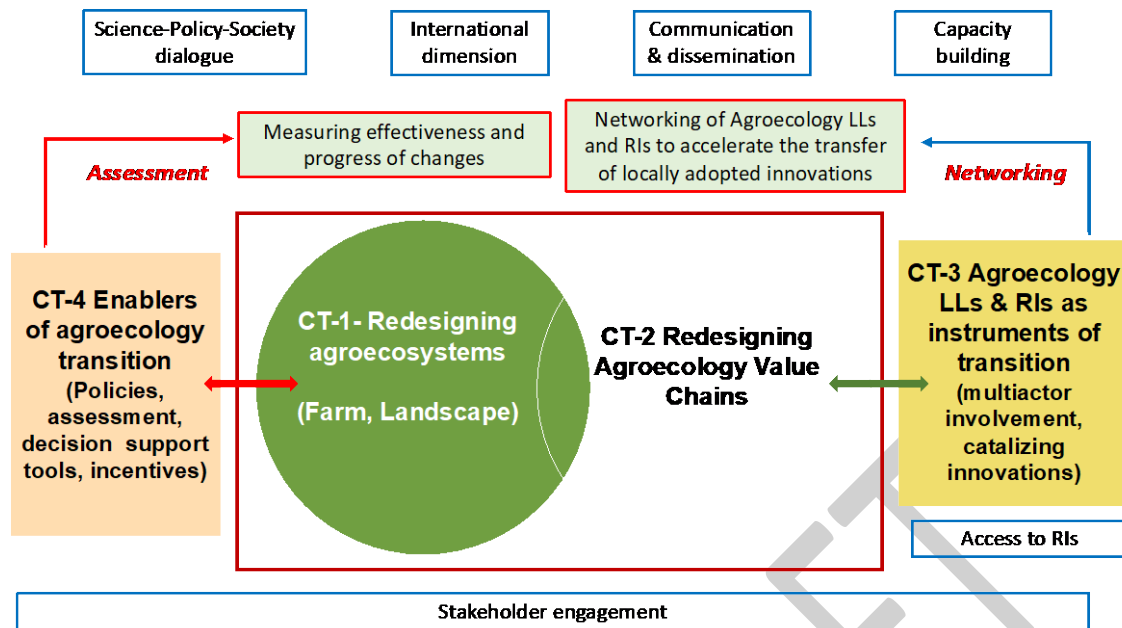 Science-Policy-Society
dialogue
International
dimension
Communication
& dissemination
Capacity
building
Measuring effectiveness and
progress of changes
Networking of Agroecology LLs
and RIs to accelerate the transfer
of locally adopted innovations
Assessment
Networking
CT-4 Enablers
of agroecology
transition
(Policies,
assessment,
decision support
tools, incentives)
CT-1- Redesigning
agroecosystems
(Farm, Landscape)
CT-2 Redesigning
Agroecology Value
Chains
CT-3 Agroecology
LLs & RIs as
instruments of
transition
(multiactor
involvement,
catalizing
innovations)
Access to RIs
Stakeholder engagement